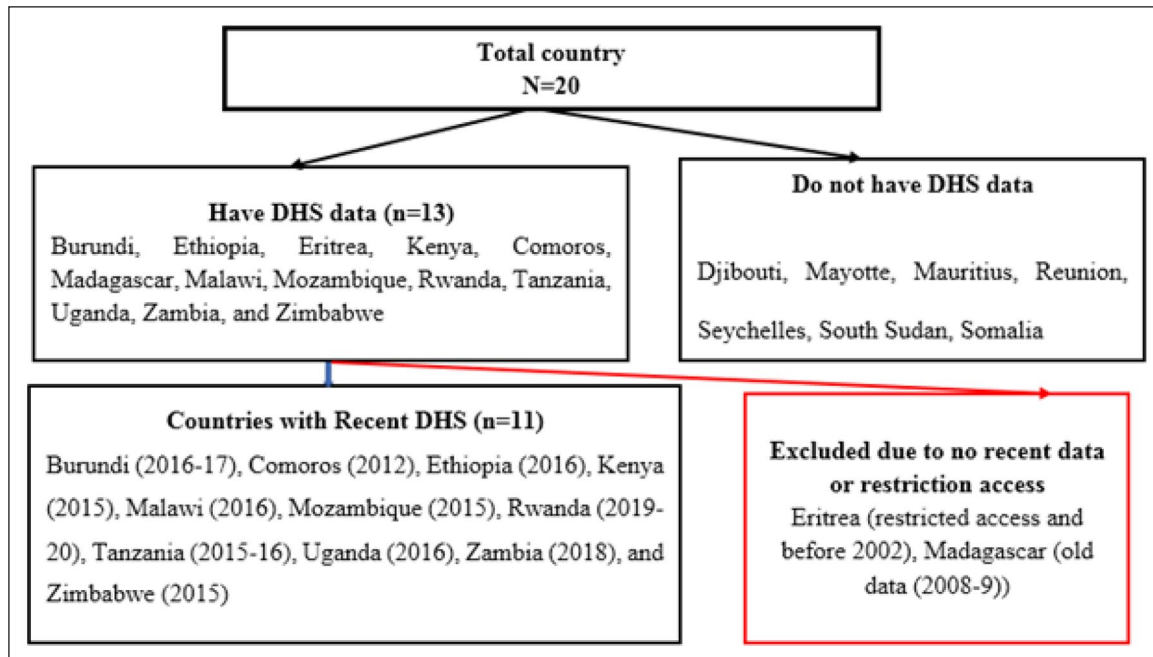 Total country
N=20
Have DHS data (n=13)
Burundi, Ethiopia, Eritrea, Kenya, Comoros,
Madagascar, Malawi, Mozambique, Rwanda, Tanzania,
Uganda, Zambia, and Zimbabwe
Do not have DHS data
Djibouti, Mayotte, Mauritius, Reunion,
Seychelles, South Sudan, Somalia
Countries with Recent DHS (n=11)
Burundi (2016-17), Comoros (2012), Ethiopia (2016), Kenya
(2015), Malawi (2016), Mozambique (2015), Rwanda (2019-
20), Tanzania (2015-16), Uganda (2016), Zambia (2018), and
Zimbabwe (2015)
Excluded due to no recent data
or restriction access
Eritrea (restricted access and
before 2002), Madagascar (old
data (2008-9))